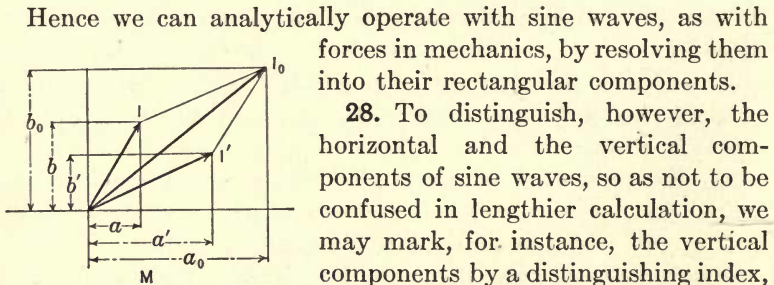 Hence we can analytically operate with sine waves, as with
forces in mechanics, by resolving them
into their rectangular components.
28. To distinguish, however, the
horizontal and the vertical com-
ponents of sine waves, so as not to be
confused in lengthier calculation, we
may mark, for instance, the vertical
components by a distinguishing index,
I₀
I
b₀
b
b'
I'
a
a'
a₀
M